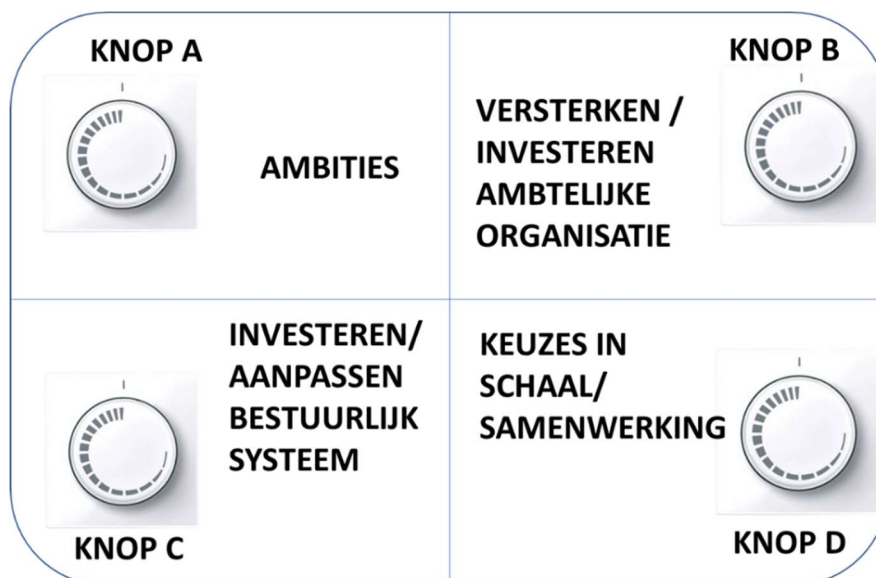 KNOP A
AMBITIES
KNOP B
VERSTERKEN /
INVESTEREN
AMBTELIJKE
ORGANISATIE
INVESTEREN/
AANPASSEN
BESTUURLIJK
SYSTEEM
KNOP C
KEUZES IN
SCHAAL/
SAMENWERKING
KNOP D